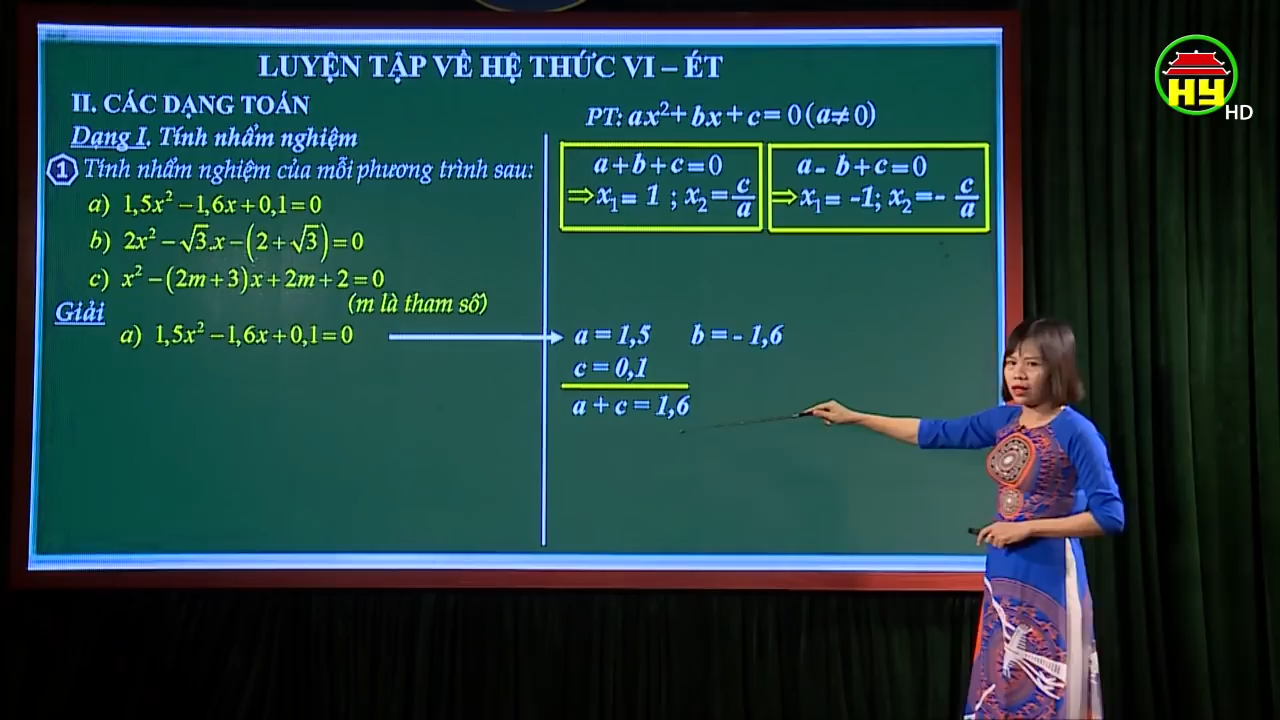 LUYỆN TẬP VỀ HỆ THỨC VI – ÉT
II. CÁC DẠNG TOÁN
Dạng I. Tính nhẩm nghiệm
1 Tính nhẩm nghiệm của mỗi phương trình sau:
a) 1,5x² − 1,6x + 0,1 = 0
b) 2x² − √3.x − (2 + √3) = 0
c) x² − (2m + 3)x + 2m + 2 = 0
(m là tham số)
Giải
a) 1,5x² − 1,6x + 0,1 = 0
PT: ax² + bx + c = 0 (a ≠ 0)
a + b + c = 0
⇒ x₁ = 1 ; x₂ = c/a
a - b + c = 0
⇒ x₁ = -1; x₂ = - c/a
a = 1,5 b = - 1,6
c = 0,1
a + c = 1,6
HY
HD